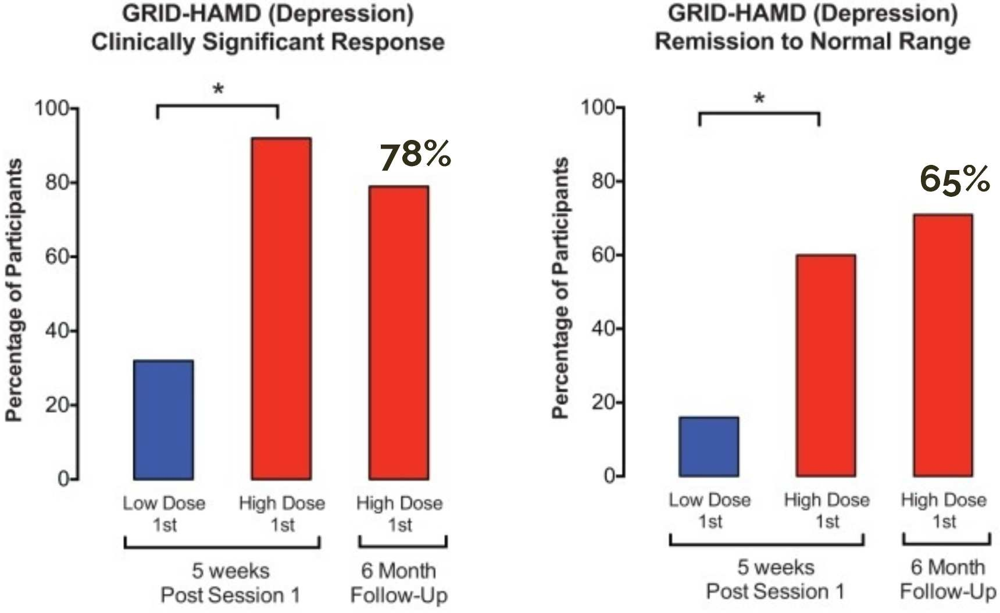 GRID-HAMD (Depression)
Clinically Significant Response
*
100
80
60
40
20
0
Percentage of Participants
78%
Low Dose
1st
High Dose
1st
High Dose
1st
5 weeks
Post Session 1
6 Month
Follow-Up
GRID-HAMD (Depression)
Remission to Normal Range
*
100
80
60
40
20
0
Percentage of Participants
65%
Low Dose
1st
High Dose
1st
High Dose
1st
5 weeks
Post Session 1
6 Month
Follow-Up